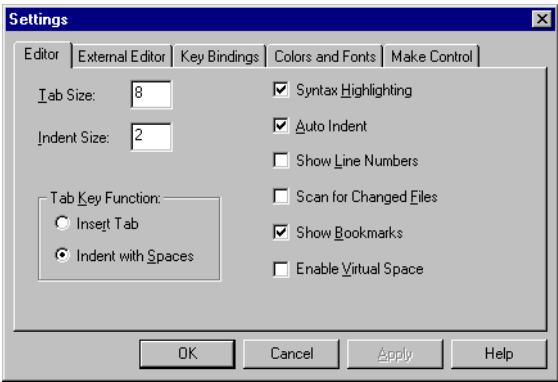 Settings
Editor External Editor Key Bindings Colors and Fonts Make Control
Tab Size: 8
Indent Size: 2
Tab Key Function:
Insert Tab
Indent with Spaces
Syntax Highlighting
Auto Indent
Show Line Numbers
Scan for Changed Files
Show Bookmarks
Enable Virtual Space
OK Cancel Apply Help